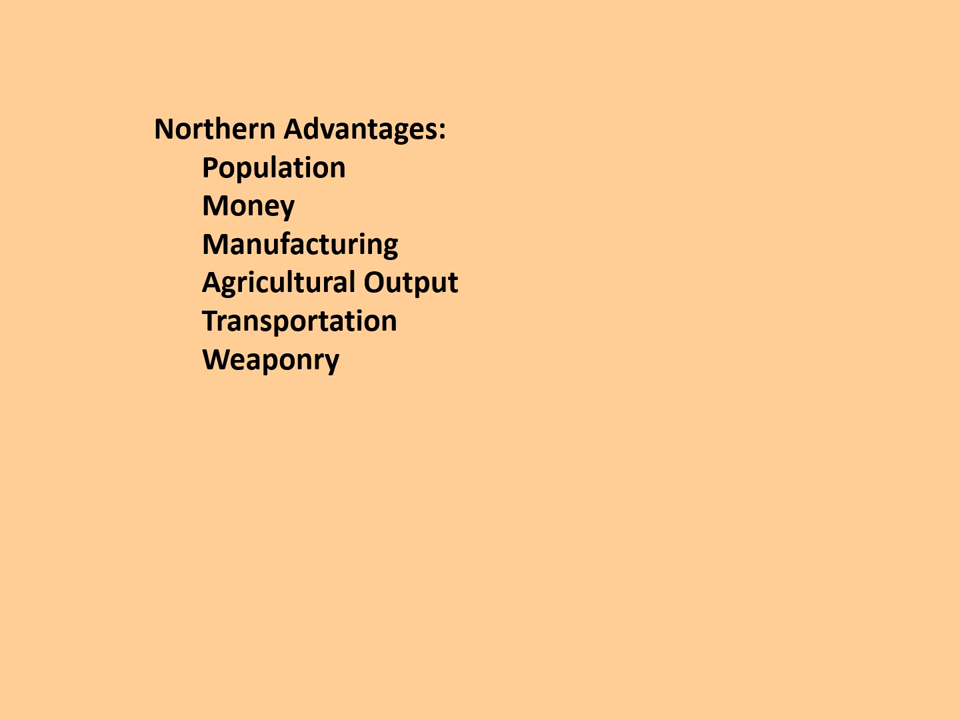 Northern Advantages:
Population
Money
Manufacturing
Agricultural Output
Transportation
Weaponry